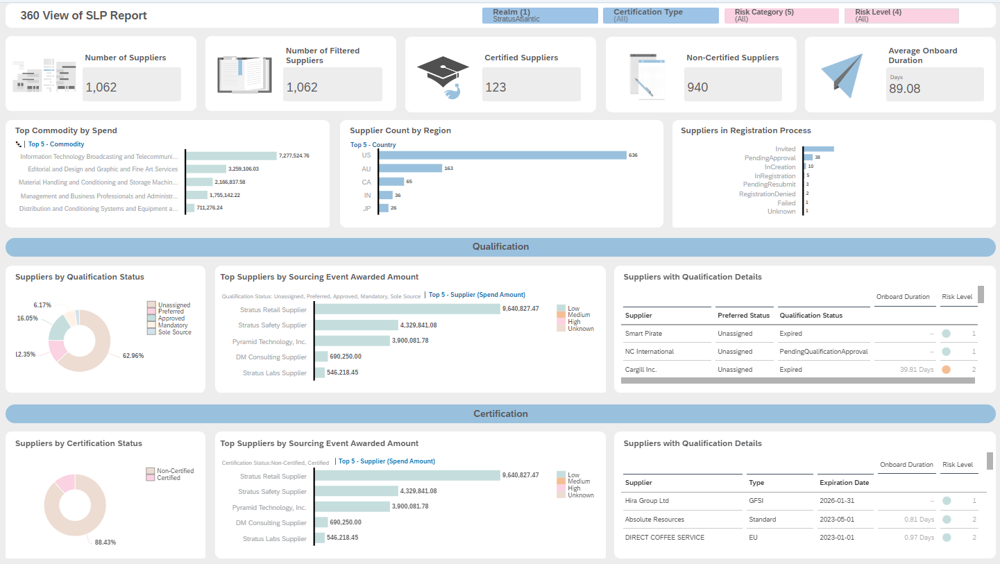 360 View of SLP Report
Realm (1)
StratusAtlantic
Certification Type
(All)
Risk Category (5)
(All)
Risk Level (4)
(All)
Number of Suppliers
1,062
Number of Filtered
Suppliers
1,062
Certified Suppliers
123
Non-Certified Suppliers
940
Average Onboard
Duration
Days
89.08
Top Commodity by Spend
Top 5 - Commodity
Information Technology Broadcasting and Telecommuni... 7,277,524.76
Editorial and Design and Graphic and Fine Art Services 3,259,106.03
Material Handling and Conditioning and Storage Machin... 2,166,837.58
Management and Business Professionals and Administr... 1,755,142.22
Distribution and Conditioning Systems and Equipment a... 711,276.24
Supplier Count by Region
Top 5 - Country
US 636
AU 163
CA 65
IN 36
JP 26
Suppliers in Registration Process
Invited
PendingApproval 38
InCreation 10
InRegistration 5
PendingResubmit 3
RegistrationDenied 2
Failed 1
Unknown 1
Qualification
Suppliers by Qualification Status
6.17%
16.05%
12.35%
62.96%
Unassigned
Preferred
Approved
Mandatory
Sole Source
Top Suppliers by Sourcing Event Awarded Amount
Qualification Status: Unassigned, Preferred, Approved, Mandatory, Sole Source
Top 5 - Supplier (Spend Amount)
Stratus Retail Supplier 9,640,827.47
Stratus Safety Supplier 4,329,841.08
Pyramid Technology, Inc. 3,900,081.78
DM Consulting Supplier 690,250.00
Stratus Labs Supplier 546,218.45
Low
Medium
High
Unknown
Suppliers with Qualification Details
Onboard Duration Risk Level
Supplier Preferred Status Qualification Status
Smart Pirate Unassigned Expired – 1
NC International Unassigned PendingQualificationApproval – 1
Cargill Inc. Unassigned Expired 39.81 Days 2
Certification
Suppliers by Certification Status
Non-Certified
Certified
88.43%
Top Suppliers by Sourcing Event Awarded Amount
Certification Status:Non-Certified, Certified
Top 5 - Supplier (Spend Amount)
Stratus Retail Supplier 9,640,827.47
Stratus Safety Supplier 4,329,841.08
Pyramid Technology, Inc. 3,900,081.78
DM Consulting Supplier 690,250.00
Stratus Labs Supplier 546,218.45
Low
Medium
High
Unknown
Suppliers with Qualification Details
Onboard Duration Risk Level
Supplier Type Expiration Date
Hira Group Ltd GFSI 2026-01-31 – 1
Absolute Resources Standard 2023-05-01 0.81 Days 2
DIRECT COFFEE SERVICE EU 2023-01-01 0.97 Days 2